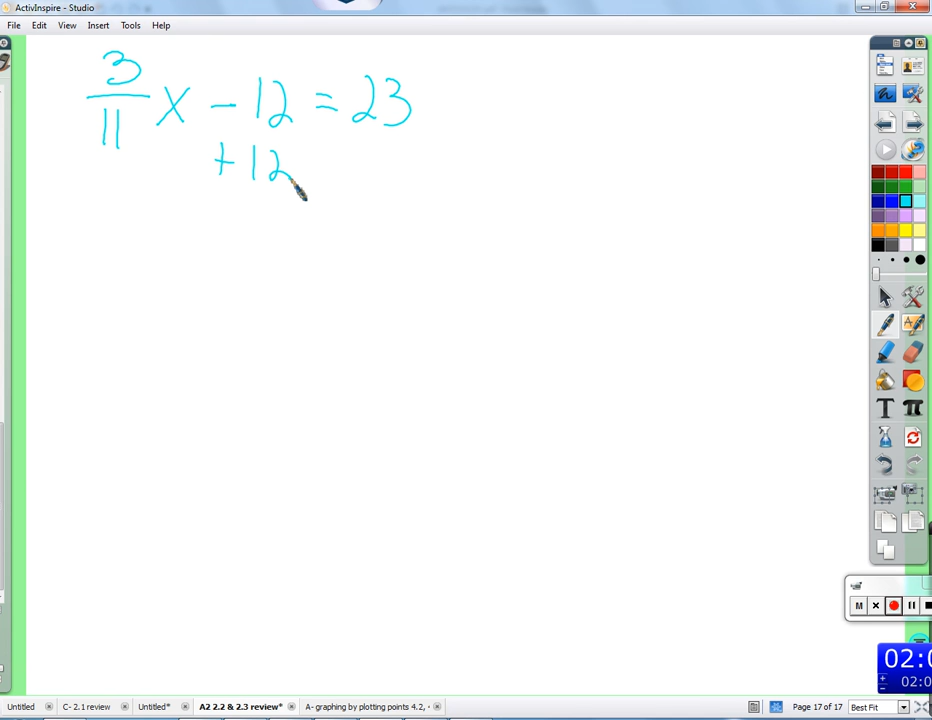 ActivInspire - Studio
File Edit View Insert Tools Help
3/11 x - 12 = 23
+ 12
M
02:
02:
Untitled C- 2.1 review Untitled* A2 2.2 & 2.3 review* A- graphing by plotting points 4.2, - Page 17 of 17 Best Fit